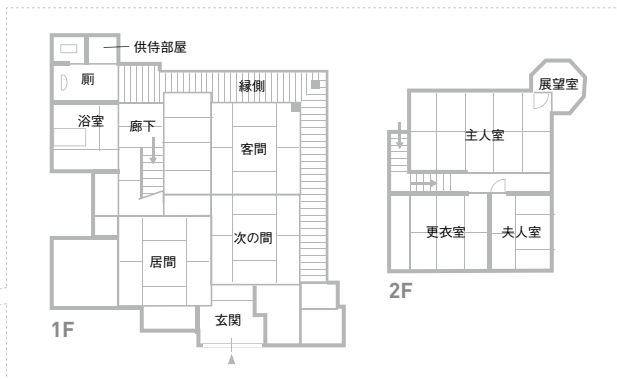 供侍部屋
厠
縁側
浴室
廊下
客間
次の間
居間
玄関
1F
展望室
主人室
更衣室
夫人室
2F